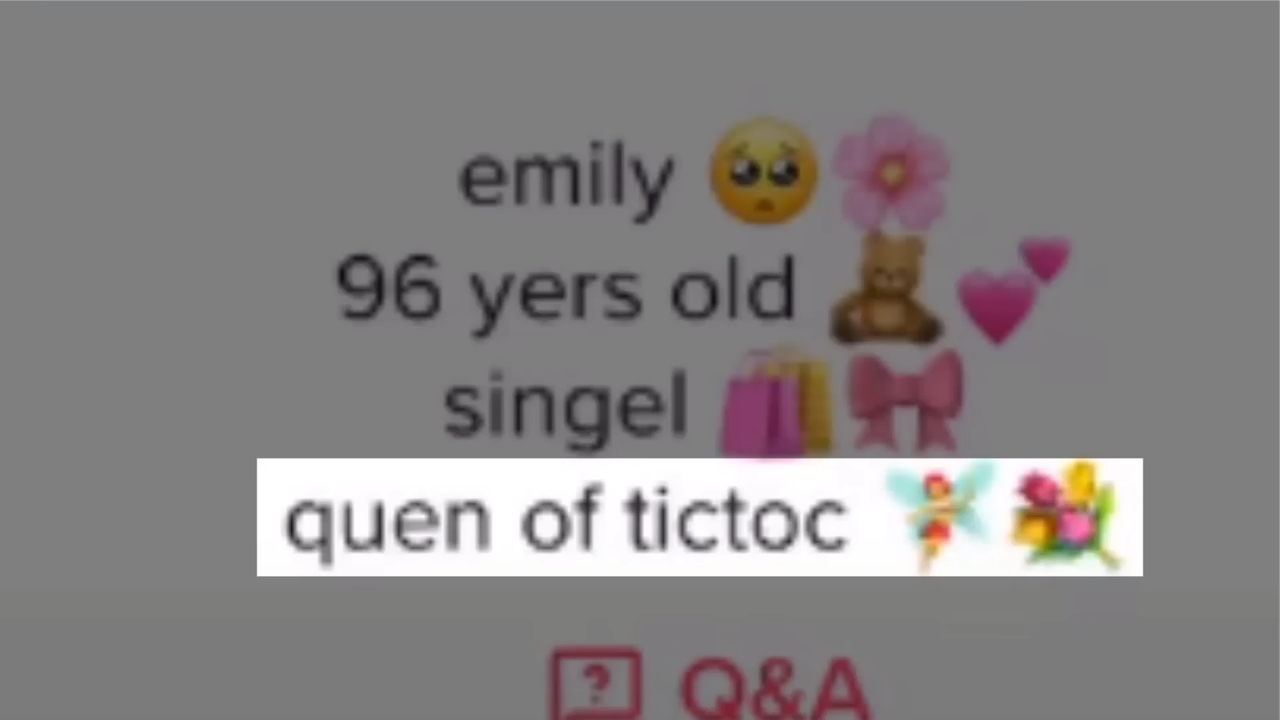 emily 🥺🌸
96 yers old 🧸💕
singel 🛍️🎀
quen of tictoc 🧚💐
? Q&A